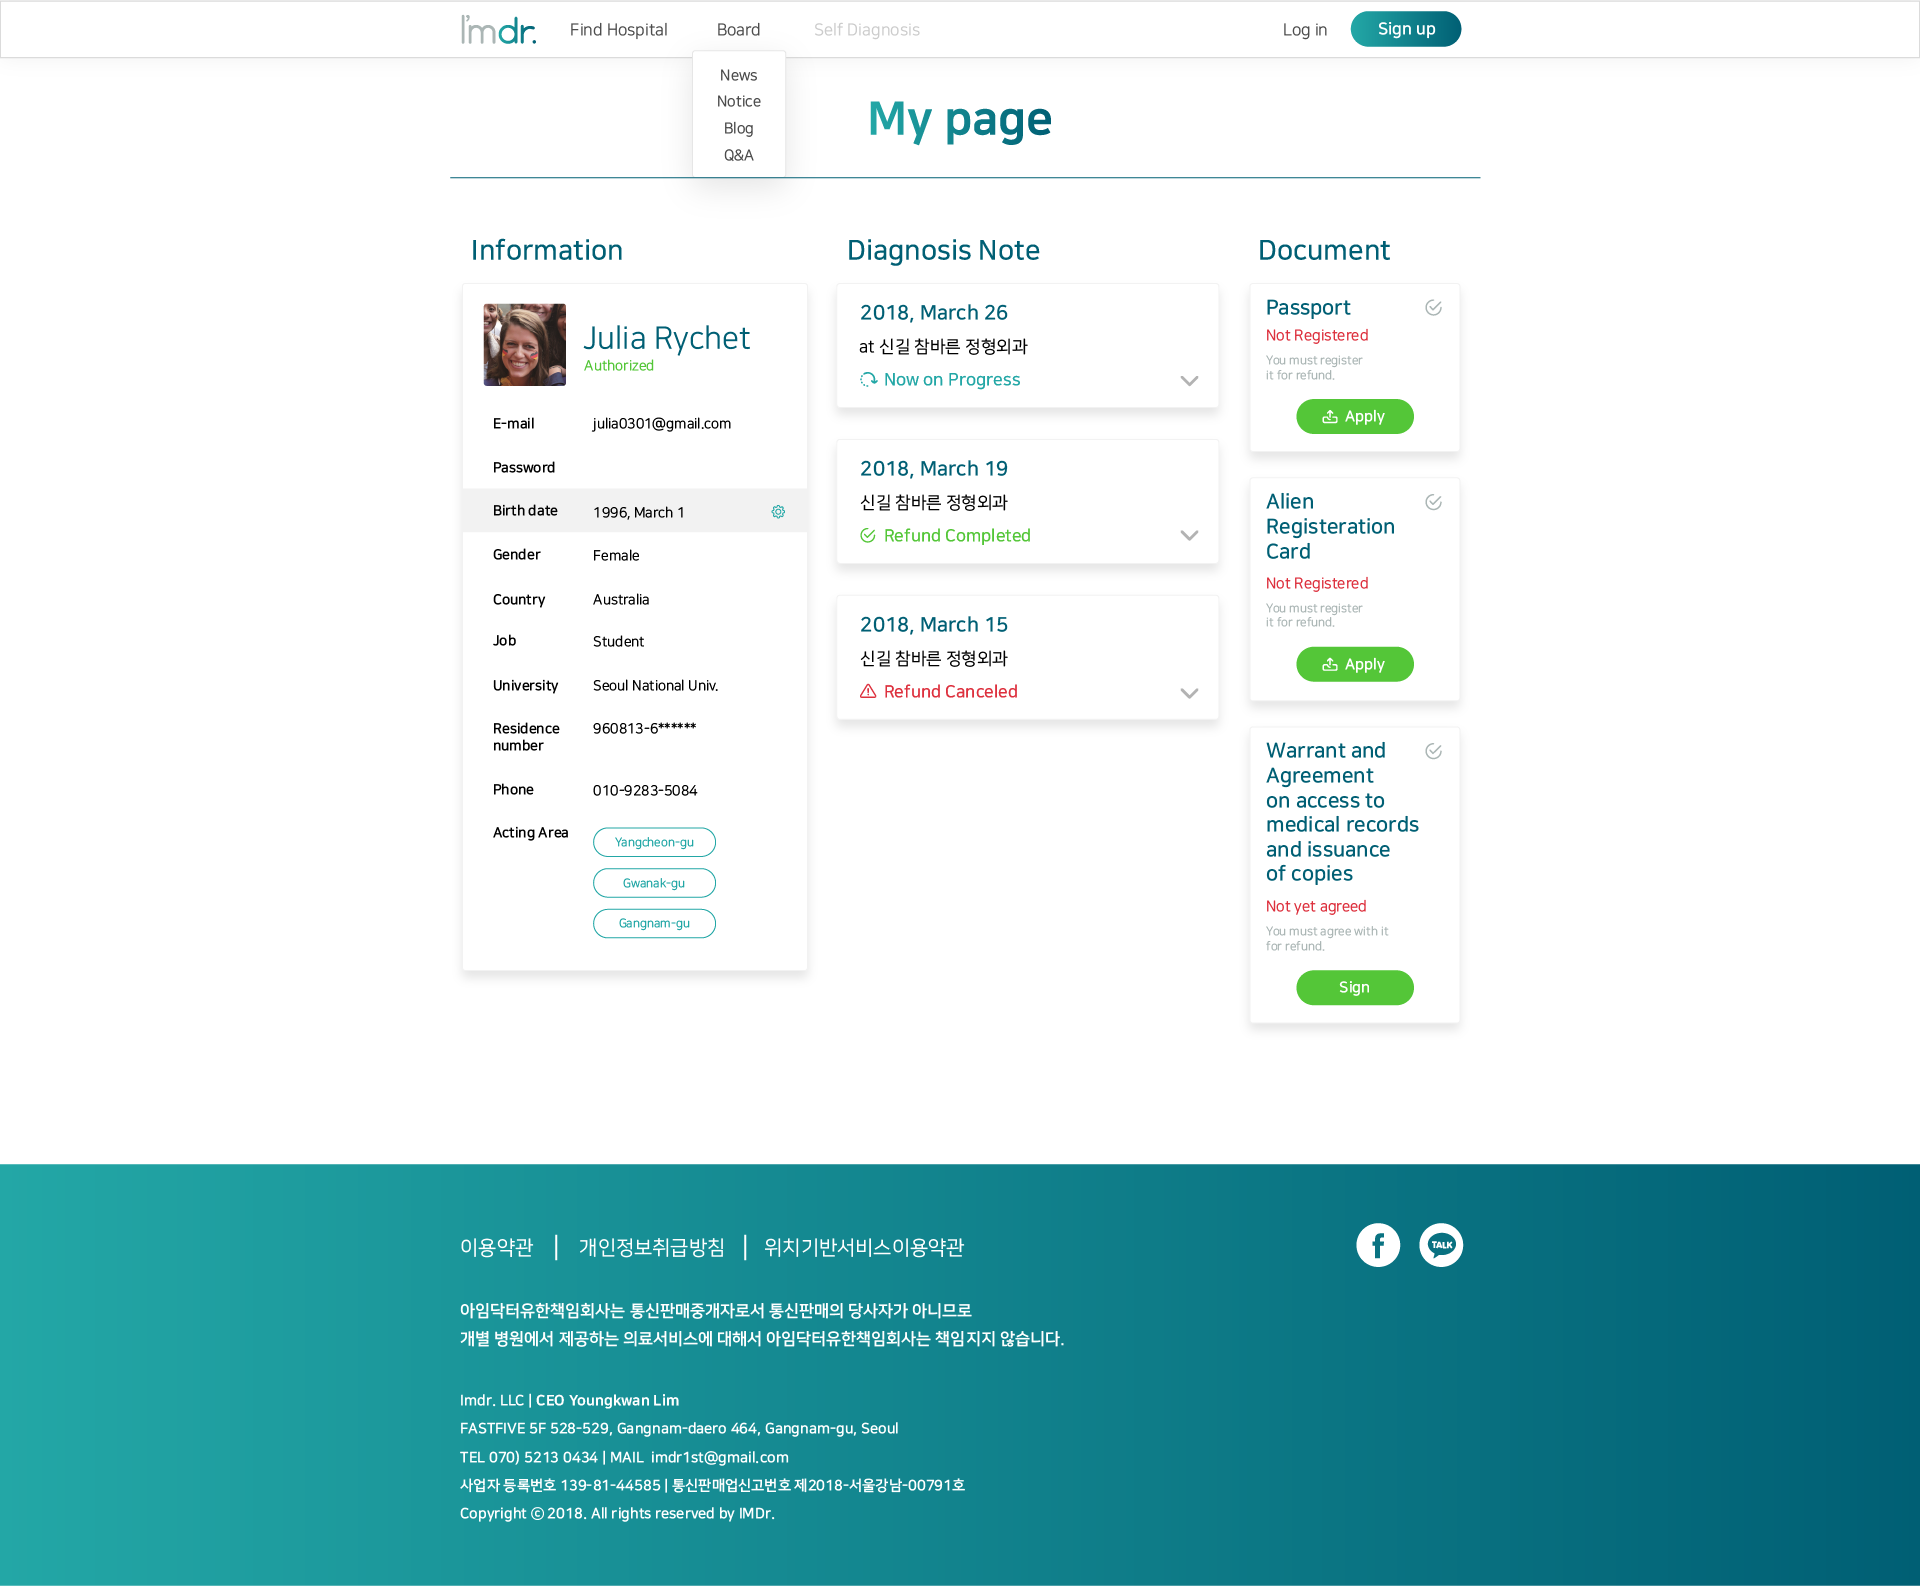 I'mdr.
Find Hospital
Board
Self Diagnosis
Log in
Sign up
News
Notice
Blog
Q&A
My page
Information
Julia Rychet
Authorized
E-mail julia0301@gmail.com
Password
Birth date 1996, March 1
Gender Female
Country Australia
Job Student
University Seoul National Univ.
Residence 960813-6******
number
Phone 010-9283-5084
Acting Area
Yangcheon-gu
Gwanak-gu
Gangnam-gu
Diagnosis Note
2018, March 26
at 신길 참바른 정형외과
Now on Progress
2018, March 19
신길 참바른 정형외과
Refund Completed
2018, March 15
신길 참바른 정형외과
Refund Canceled
Document
Passport
Not Registered
You must register
it for refund.
Apply
Alien
Registeration
Card
Not Registered
You must register
it for refund.
Apply
Warrant and
Agreement
on access to
medical records
and issuance
of copies
Not yet agreed
You must agree with it
for refund.
Sign
이용약관 | 개인정보취급방침 | 위치기반서비스이용약관
TALK
아임닥터유한책임회사는 통신판매중개자로서 통신판매의 당사자가 아니므로
개별 병원에서 제공하는 의료서비스에 대해서 아임닥터유한책임회사는 책임지지 않습니다.
Imdr. LLC | CEO Youngkwan Lim
FASTFIVE 5F 528-529, Gangnam-daero 464, Gangnam-gu, Seoul
TEL 070) 5213 0434 | MAIL imdr1st@gmail.com
사업자 등록번호 139-81-44585 | 통신판매업신고번호 제2018-서울강남-00791호
Copyright ⓒ 2018. All rights reserved by IMDr.